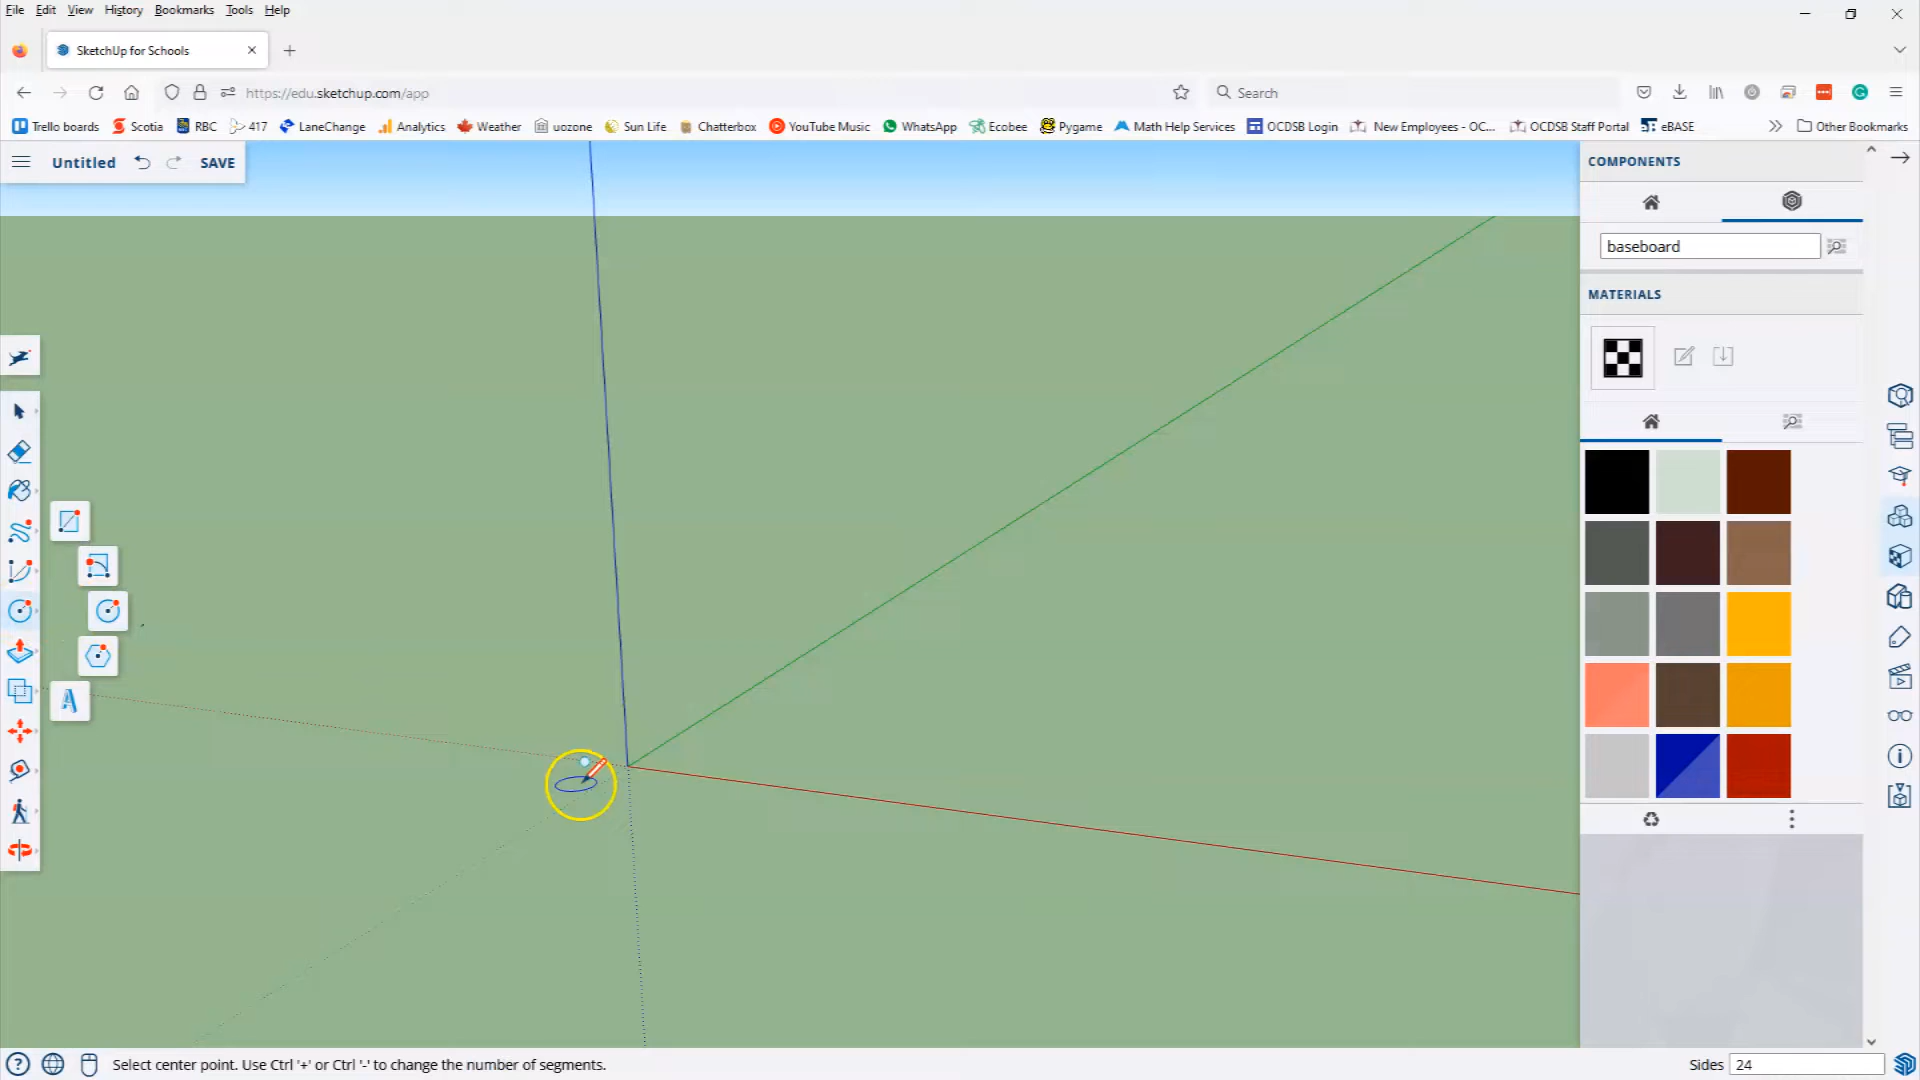 File Edit View History Bookmarks Tools Help
SketchUp for Schools
https://edu.sketchup.com/app
Search
Trello boards Scotia RBC 417 LaneChange Analytics Weather uozone Sun Life Chatterbox YouTube Music WhatsApp Ecobee Pygame Math Help Services OCDSB Login New Employees - OC... OCDSB Staff Portal eBASE Other Bookmarks
Untitled SAVE
COMPONENTS
baseboard
MATERIALS
A
Select center point. Use Ctrl '+' or Ctrl '-' to change the number of segments.
Sides 24